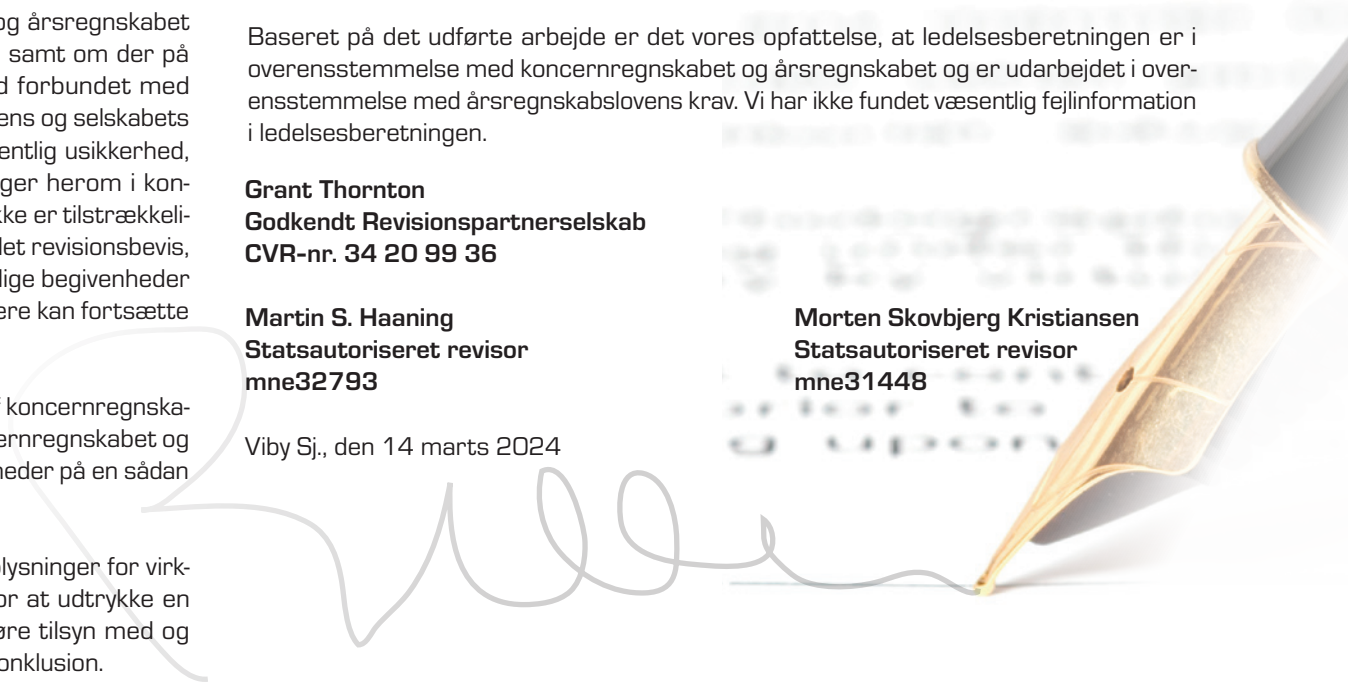 og årsregnskabet
samt om der på
forbundet med
ens og selskabets
entlig usikkerhed,
ger herom i kon-
ke er tilstrækkeli-
det revisionsbevis,
lige begivenheder
ere kan fortsætte
koncernregnska-
ernregnskabet og
heder på en sådan
lysninger for virk-
or at udtrykke en
øre tilsyn med og
onklusion.
Baseret på det udførte arbejde er det vores opfattelse, at ledelsesberetningen er i
overensstemmelse med koncernregnskabet og årsregnskabet og er udarbejdet i over-
ensstemmelse med årsregnskabslovens krav. Vi har ikke fundet væsentlig fejlinformation
i ledelsesberetningen.
Grant Thornton
Godkendt Revisionspartnerselskab
CVR-nr. 34 20 99 36
Martin S. Haaning
Statsautoriseret revisor
mne32793
Morten Skovbjerg Kristiansen
Statsautoriseret revisor
mne31448
Viby Sj., den 14 marts 2024